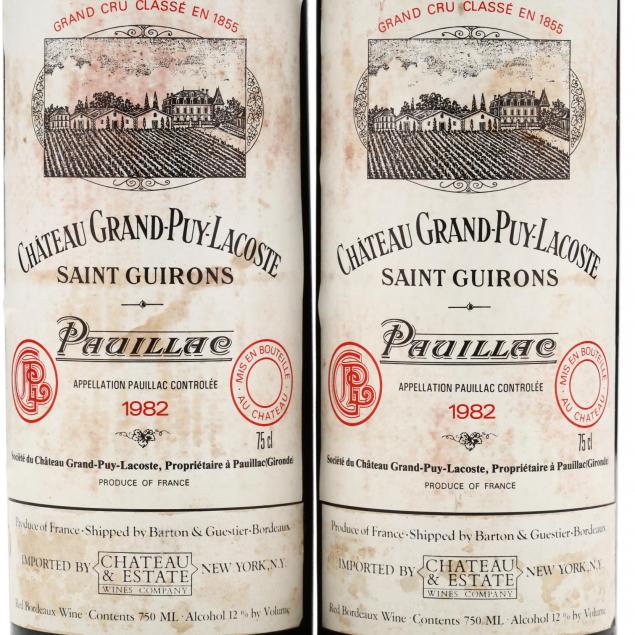 GRAND CRU CLASSÉ EN 1855
CHÂTEAU GRAND-PUY-LACOSTE
SAINT GUIRONS
PAUILLAC
APPELLATION PAUILLAC CONTROLÉE
MIS EN BOUTEILLE AU CHATEAU
1982
75 cl
Société du Château Grand-Puy-Lacoste, Propriétaire à Pauillac(Gironde)
PRODUCE OF FRANCE
Produce of France·Shipped by Barton & Guestier·Bordeaux
IMPORTED BY CHATEAU & ESTATE WINES COMPANY NEW YORK, N.Y.
Red Bordeaux Wine · Contents 750 ML · Alcohol 12 % by Volume
GRAND CRU CLASSÉ EN 1855
CHÂTEAU GRAND-PUY-LACOSTE
SAINT GUIRONS
PAUILLAC
APPELLATION PAUILLAC CONTROLÉE
MIS EN BOUTEILLE AU CHATEAU
1982
75 cl
Société du Château Grand-Puy-Lacoste, Propriétaire à Pauillac(Gironde)
PRODUCE OF FRANCE
Produce of France·Shipped by Barton & Guestier·Bordeaux
IMPORTED BY CHATEAU & ESTATE WINES COMPANY NEW YORK, N.Y.
Red Bordeaux Wine · Contents 750 ML · Alcohol 12 % by Volume